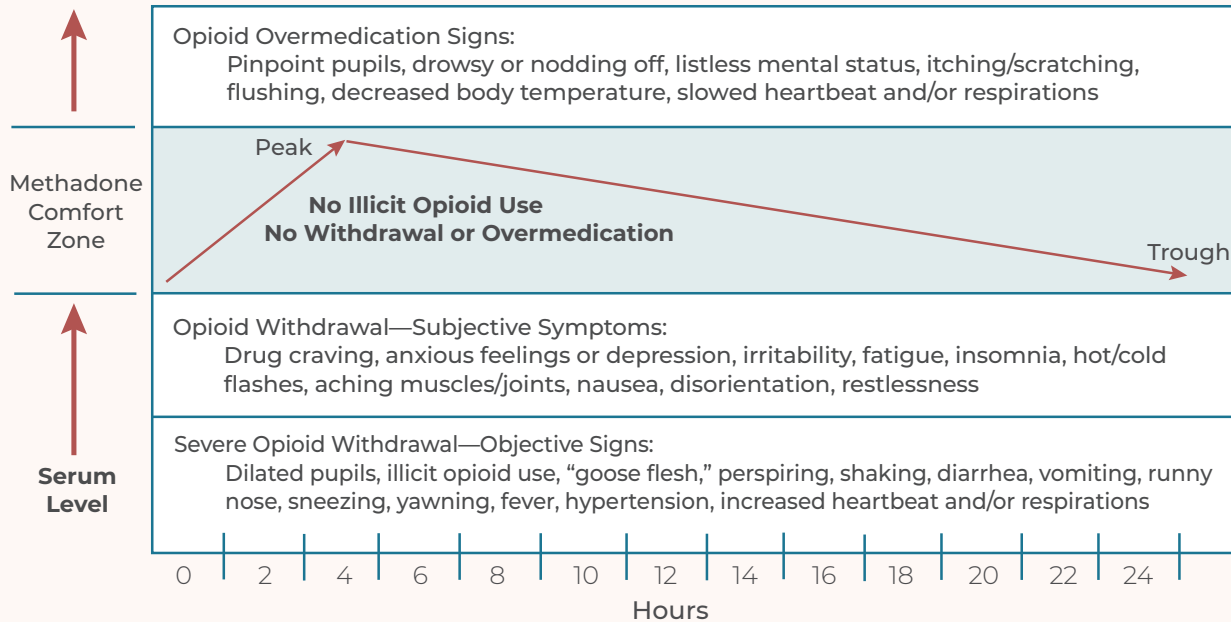 Opioid Overmedication Signs:
Pinpoint pupils, drowsy or nodding off, listless mental status, itching/scratching,
flushing, decreased body temperature, slowed heartbeat and/or respirations
Methadone
Comfort
Zone
Peak
No Illicit Opioid Use
No Withdrawal or Overmedication
Trough
Opioid Withdrawal—Subjective Symptoms:
Drug craving, anxious feelings or depression, irritability, fatigue, insomnia, hot/cold
flashes, aching muscles/joints, nausea, disorientation, restlessness
Serum
Level
Severe Opioid Withdrawal—Objective Signs:
Dilated pupils, illicit opioid use, “goose flesh,” perspiring, shaking, diarrhea, vomiting, runny
nose, sneezing, yawning, fever, hypertension, increased heartbeat and/or respirations
0 2 4 6 8 10 12 14 16 18 20 22 24
Hours